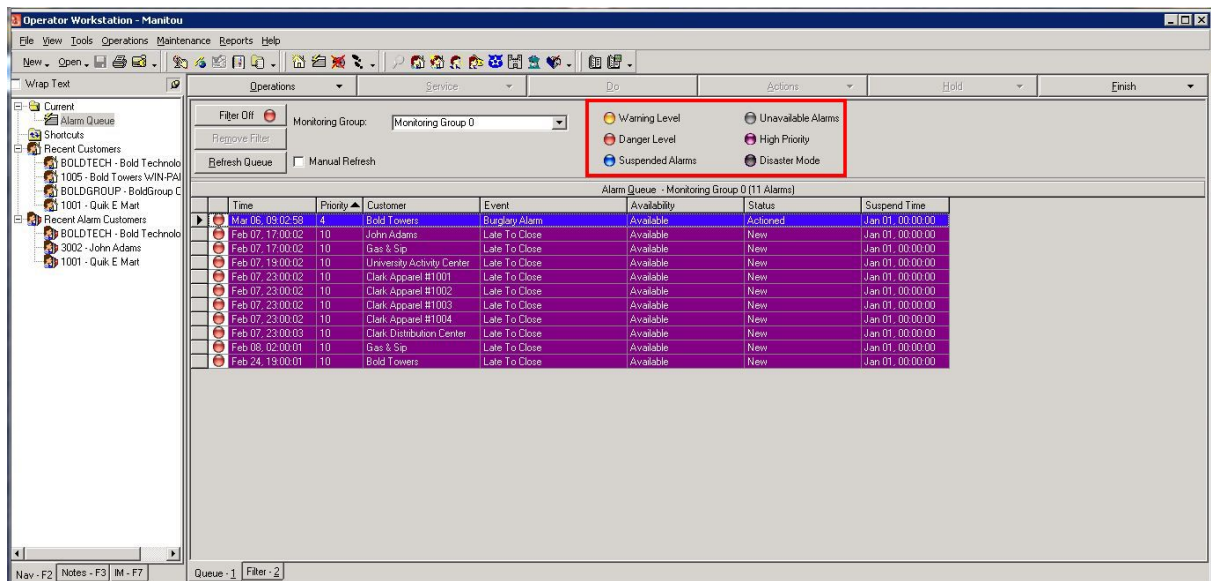 Operator Workstation - Manitou
File View Tools Operations Maintenance Reports Help
New Open
Wrap Text
Operations Service Do Actions Hold Finish
Current
Alarm Queue
Shortcuts
Recent Customers
BOLDTECH - Bold Technolo
1005 - Bold Towers WIN-PAI
BOLDGROUP - BoldGroup C
1001 - Quik E Mart
Recent Alarm Customers
BOLDTECH - Bold Technolo
3002 - John Adams
1001 - Quik E Mart
Filter Off
Remove Filter
Refresh Queue
Monitoring Group: Monitoring Group 0
Manual Refresh
Warning Level Unavailable Alarms
Danger Level High Priority
Suspended Alarms Disaster Mode
Alarm Queue - Monitoring Group 0 (11 Alarms)
Time Priority Customer Event Availability Status Suspend Time
Mar 06, 09:02:58 4 Bold Towers Burglary Alarm Available Actioned Jan 01, 00:00:00
Feb 07, 17:00:02 10 John Adams Late To Close Available New Jan 01, 00:00:00
Feb 07, 17:00:02 10 Gas & Sip Late To Close Available New Jan 01, 00:00:00
Feb 07, 19:00:02 10 University Activity Center Late To Close Available New Jan 01, 00:00:00
Feb 07, 23:00:02 10 Clark Apparel #1001 Late To Close Available New Jan 01, 00:00:00
Feb 07, 23:00:02 10 Clark Apparel #1002 Late To Close Available New Jan 01, 00:00:00
Feb 07, 23:00:02 10 Clark Apparel #1003 Late To Close Available New Jan 01, 00:00:00
Feb 07, 23:00:02 10 Clark Apparel #1004 Late To Close Available New Jan 01, 00:00:00
Feb 07, 23:00:03 10 Clark Distribution Center Late To Close Available New Jan 01, 00:00:00
Feb 08, 02:00:01 10 Gas & Sip Late To Close Available New Jan 01, 00:00:00
Feb 24, 19:00:01 10 Bold Towers Late To Close Available New Jan 01, 00:00:00
Nav - F2 Notes - F3 IM - F7
Queue - 1 Filter - 2